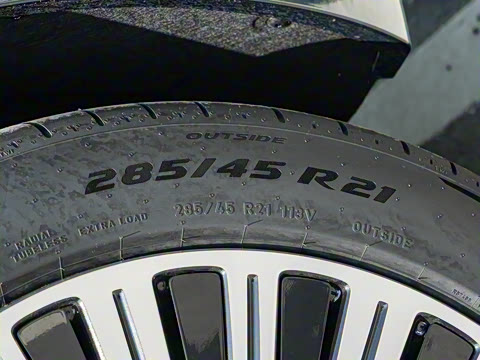 OUTSIDE
285/45 R21
RADIAL
TUBELESS
EXTRA LOAD
285/45 R21 113V
OUTSIDE